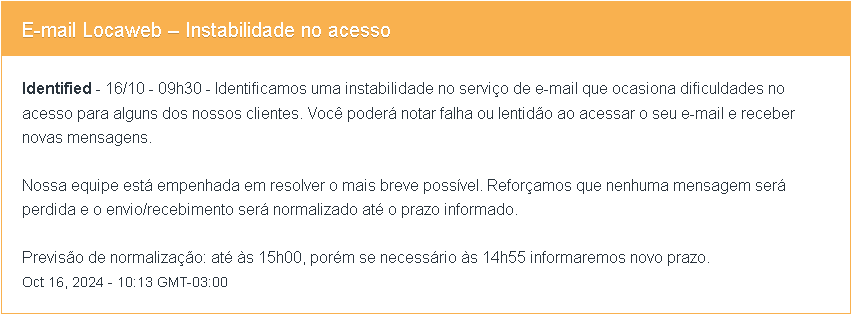 E-mail Locaweb – Instabilidade no acesso
Identified - 16/10 - 09h30 - Identificamos uma instabilidade no serviço de e-mail que ocasiona dificuldades no
acesso para alguns dos nossos clientes. Você poderá notar falha ou lentidão ao acessar o seu e-mail e receber
novas mensagens.
Nossa equipe está empenhada em resolver o mais breve possível. Reforçamos que nenhuma mensagem será
perdida e o envio/recebimento será normalizado até o prazo informado.
Previsão de normalização: até às 15h00, porém se necessário às 14h55 informaremos novo prazo.
Oct 16, 2024 - 10:13 GMT-03:00